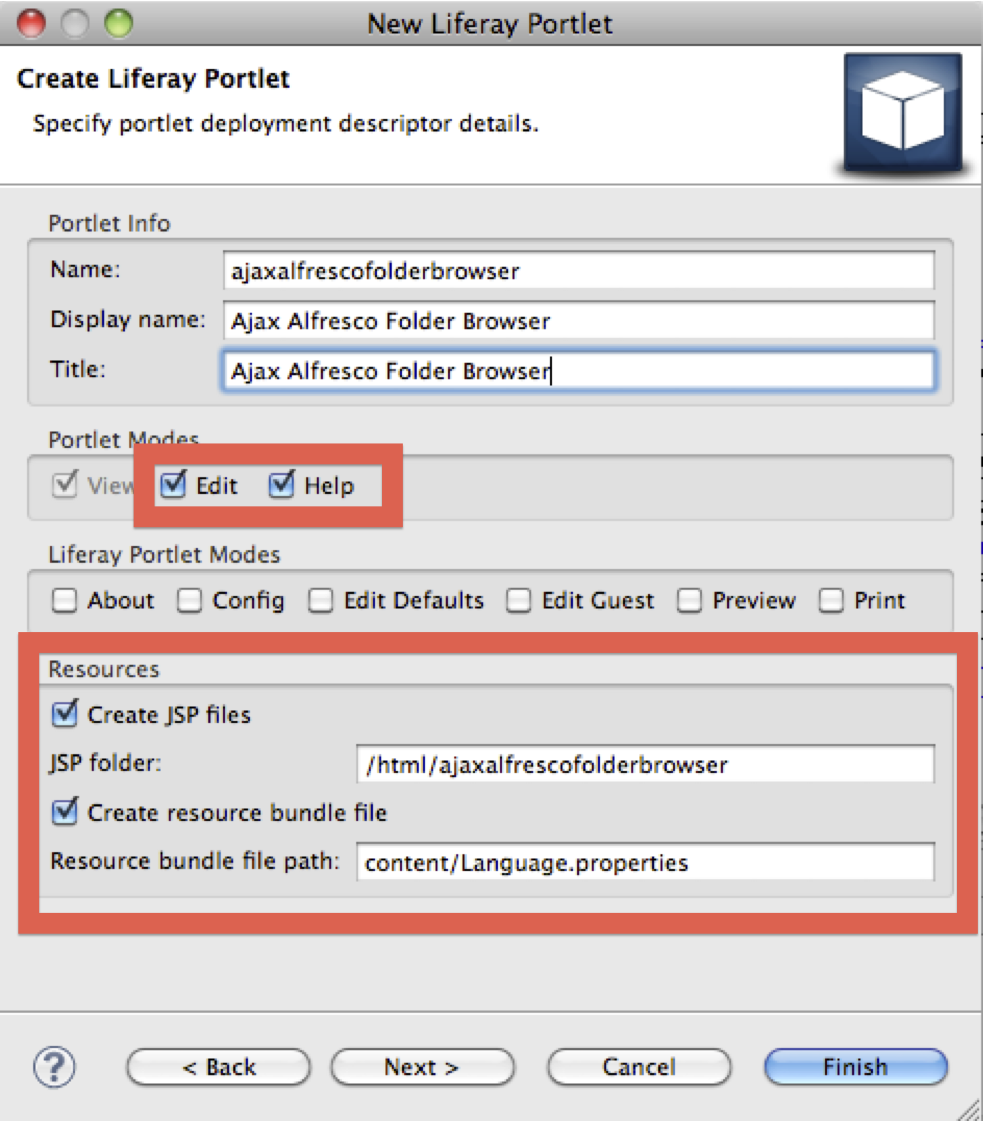 New Liferay Portlet
Create Liferay Portlet
Specify portlet deployment descriptor details.
Portlet Info
Name: ajaxalfrescofolderbrowser
Display name: Ajax Alfresco Folder Browser
Title: Ajax Alfresco Folder Browser
Portlet Modes
View Edit Help
Liferay Portlet Modes
About Config Edit Defaults Edit Guest Preview Print
Resources
Create JSP files
JSP folder: /html/ajaxalfrescofolderbrowser
Create resource bundle file
Resource bundle file path: content/Language.properties
? < Back Next > Cancel Finish